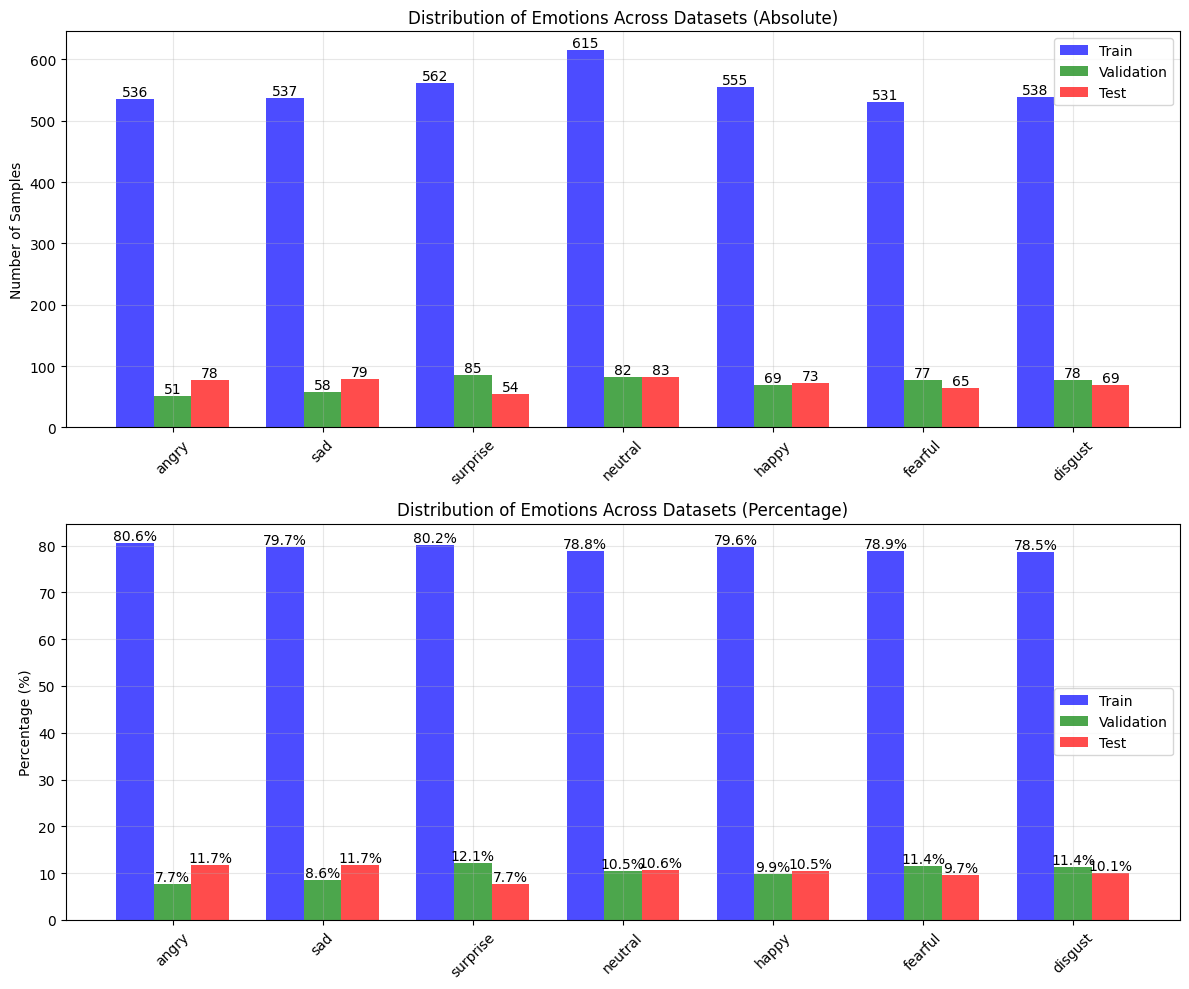 Distribution of Emotions Across Datasets (Absolute)
Number of Samples
600
500
400
300
200
100
0
536
51
78
537
58
79
562
85
54
615
82
83
555
69
73
531
77
65
538
78
69
Train
Validation
Test
angry
sad
surprise
neutral
happy
fearful
disgust
Distribution of Emotions Across Datasets (Percentage)
Percentage (%)
80
70
60
50
40
30
20
10
0
80.6%
7.7%
11.7%
79.7%
8.6%
11.7%
80.2%
12.1%
7.7%
78.8%
10.5%
10.6%
79.6%
9.9%
10.5%
78.9%
11.4%
9.7%
78.5%
11.4%
10.1%
Train
Validation
Test
angry
sad
surprise
neutral
happy
fearful
disgust